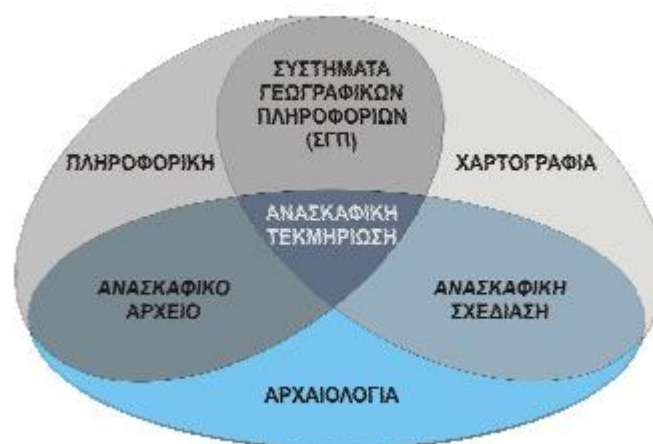 ΣΥΣΤΗΜΑΤΑ
ΓΕΩΓΡΑΦΙΚΩΝ
ΠΛΗΡΟΦΟΡΙΩΝ
(ΣΓΠ)
ΠΛΗΡΟΦΟΡΙΚΗ
ΧΑΡΤΟΓΡΑΦΙΑ
ΑΝΑΣΚΑΦΙΚΗ
ΤΕΚΜΗΡΙΩΣΗ
ΑΝΑΣΚΑΦΙΚΟ
ΑΡΧΕΙΟ
ΑΝΑΣΚΑΦΙΚΗ
ΣΧΕΔΙΑΣΗ
ΑΡΧΑΙΟΛΟΓΙΑ